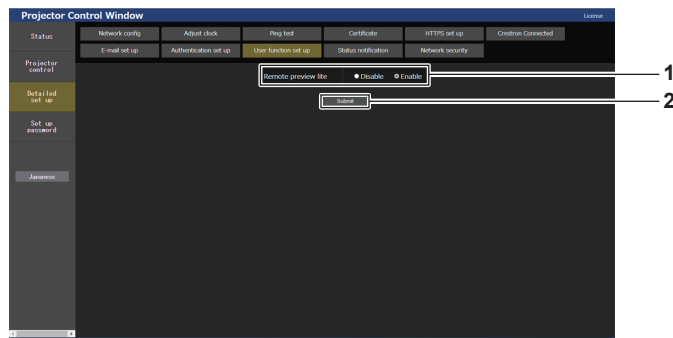 Projector Control Window
License
Status
Network config
Adjust clock
Ping test
Certificate
HTTPS set up
Crestron Connected
E-mail set up
Authentication set up
User function set up
Status notification
Network security
Projector
control
Detailed
set up
Set up
password
Japanese
Remote preview lite
Disable
Enable
1
Submit
2